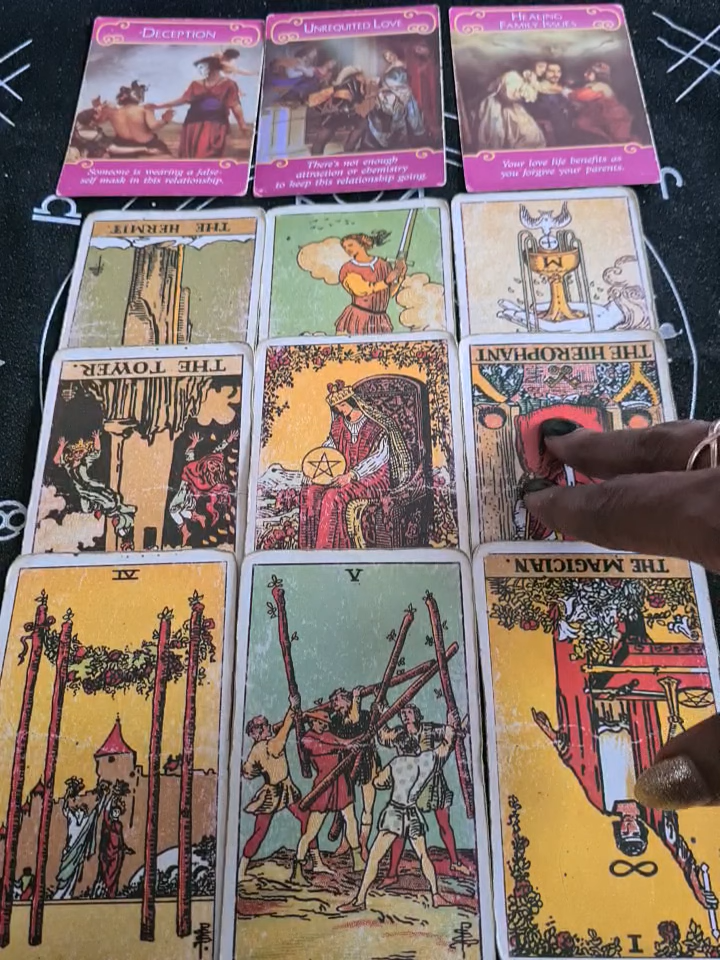 DECEPTION
Someone is wearing a false-
self mask in this relationship.
UNREQUITED LOVE
There's not enough
attraction or chemistry
to keep this relationship going.
HEALING
FAMILY ISSUES
Your love life benefits as
you forgive your parents.
THE HERMIT.
M
THE TOWER.
THE HIEROPHANT
IV
V
THE MAGICIAN.
I